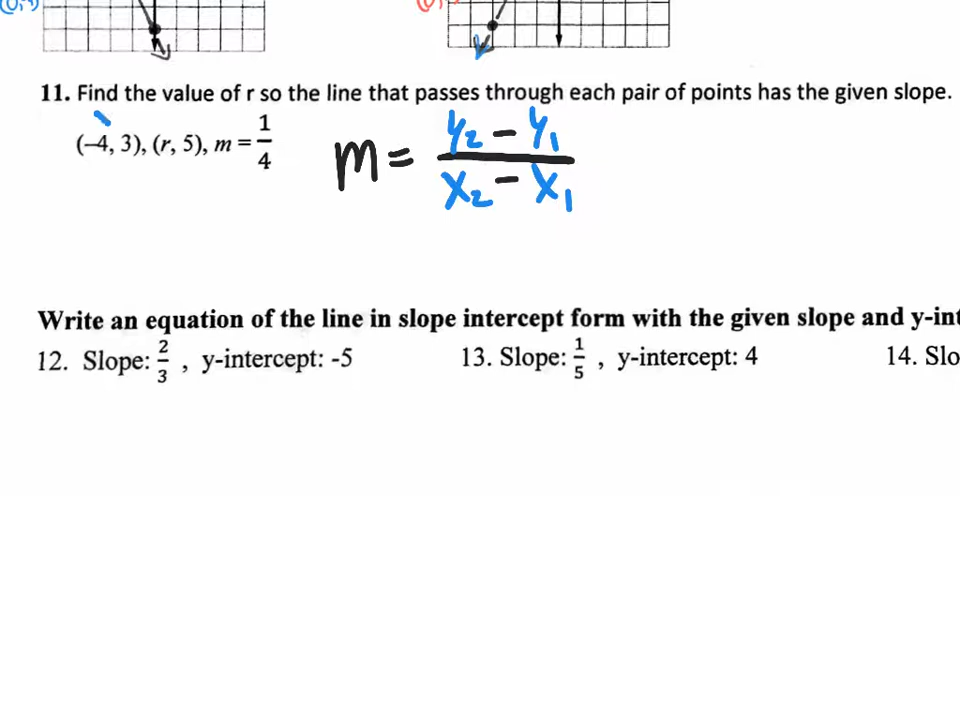 11. Find the value of r so the line that passes through each pair of points has the given slope.
(–4, 3), (r, 5), m = 1/4
m = y₂ – y₁ / x₂ – x₁
Write an equation of the line in slope intercept form with the given slope and y-int
12. Slope: 2/3 , y-intercept: -5
13. Slope: 1/5 , y-intercept: 4
14. Slo